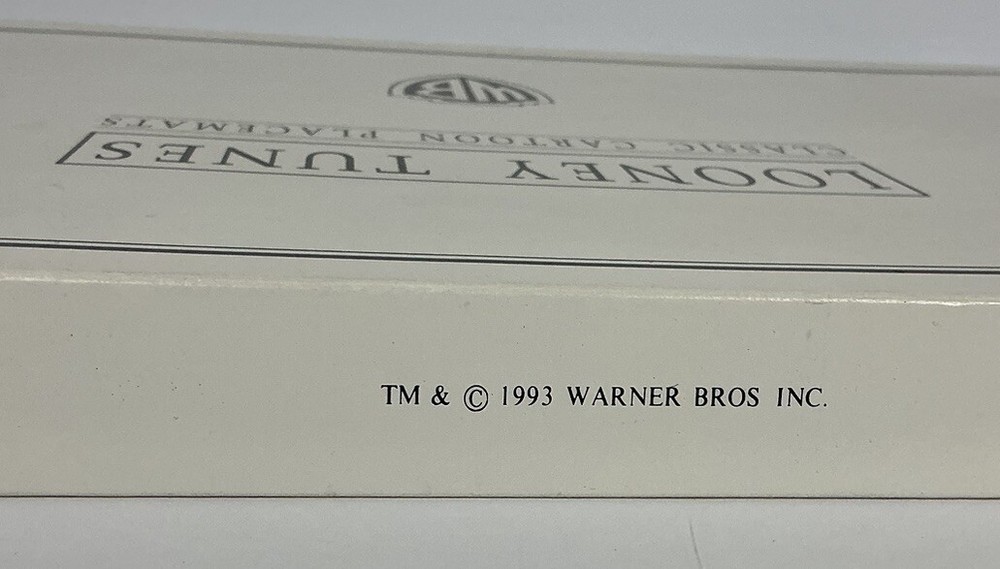 WB
CLASSIC CARTOON PLACEMATS
LOONEY TUNES
TM & © 1993 WARNER BROS INC.